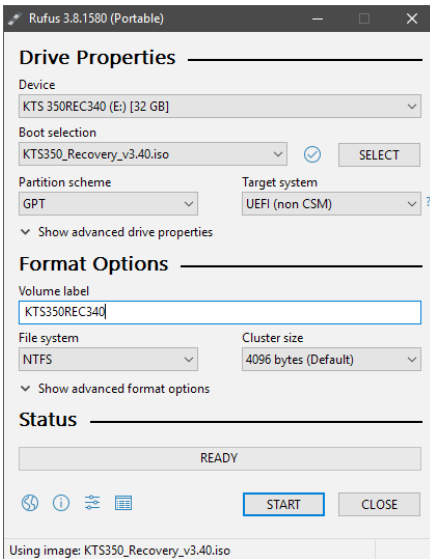 Rufus 3.8.1580 (Portable)
Drive Properties
Device
KTS 350REC340 (E:) [32 GB]
Boot selection
KTS350_Recovery_v3.40.iso
SELECT
Partition scheme
Target system
GPT
UEFI (non CSM)
?
Show advanced drive properties
Format Options
Volume label
KTS350REC340
File system
Cluster size
NTFS
4096 bytes (Default)
Show advanced format options
Status
READY
START
CLOSE
Using image: KTS350_Recovery_v3.40.iso